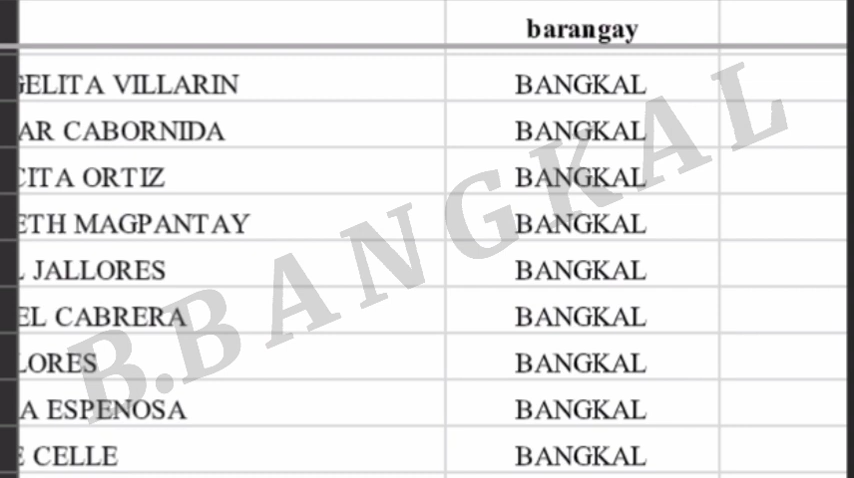 barangay
GELITA VILLARIN BANGKAL
AR CABORNIDA BANGKAL
CITA ORTIZ BANGKAL
ETH MAGPANTAY BANGKAL
L JALLORES BANGKAL
EL CABRERA BANGKAL
LORES BANGKAL
A ESPENOSA BANGKAL
E CELLE BANGKAL
B.BANGKAL